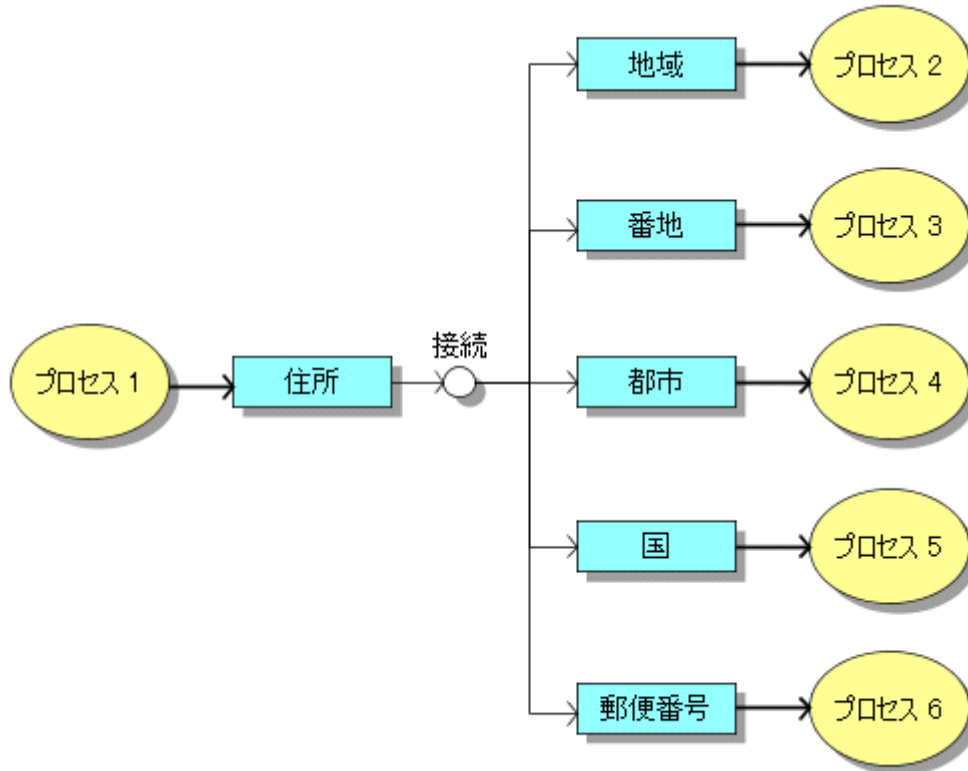 地域
プロセス 2
番地
プロセス 3
接続
プロセス 1
住所
都市
プロセス 4
国
プロセス 5
郵便番号
プロセス 6